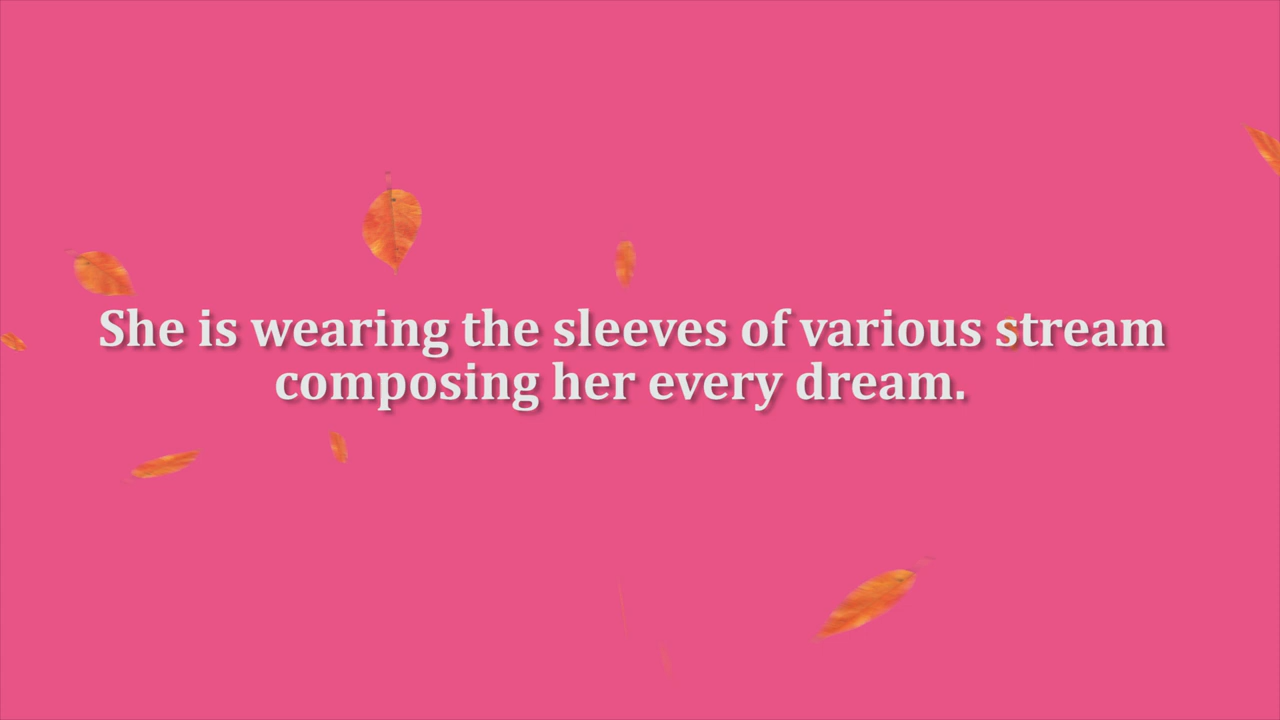 She is wearing the sleeves of various stream
composing her every dream.